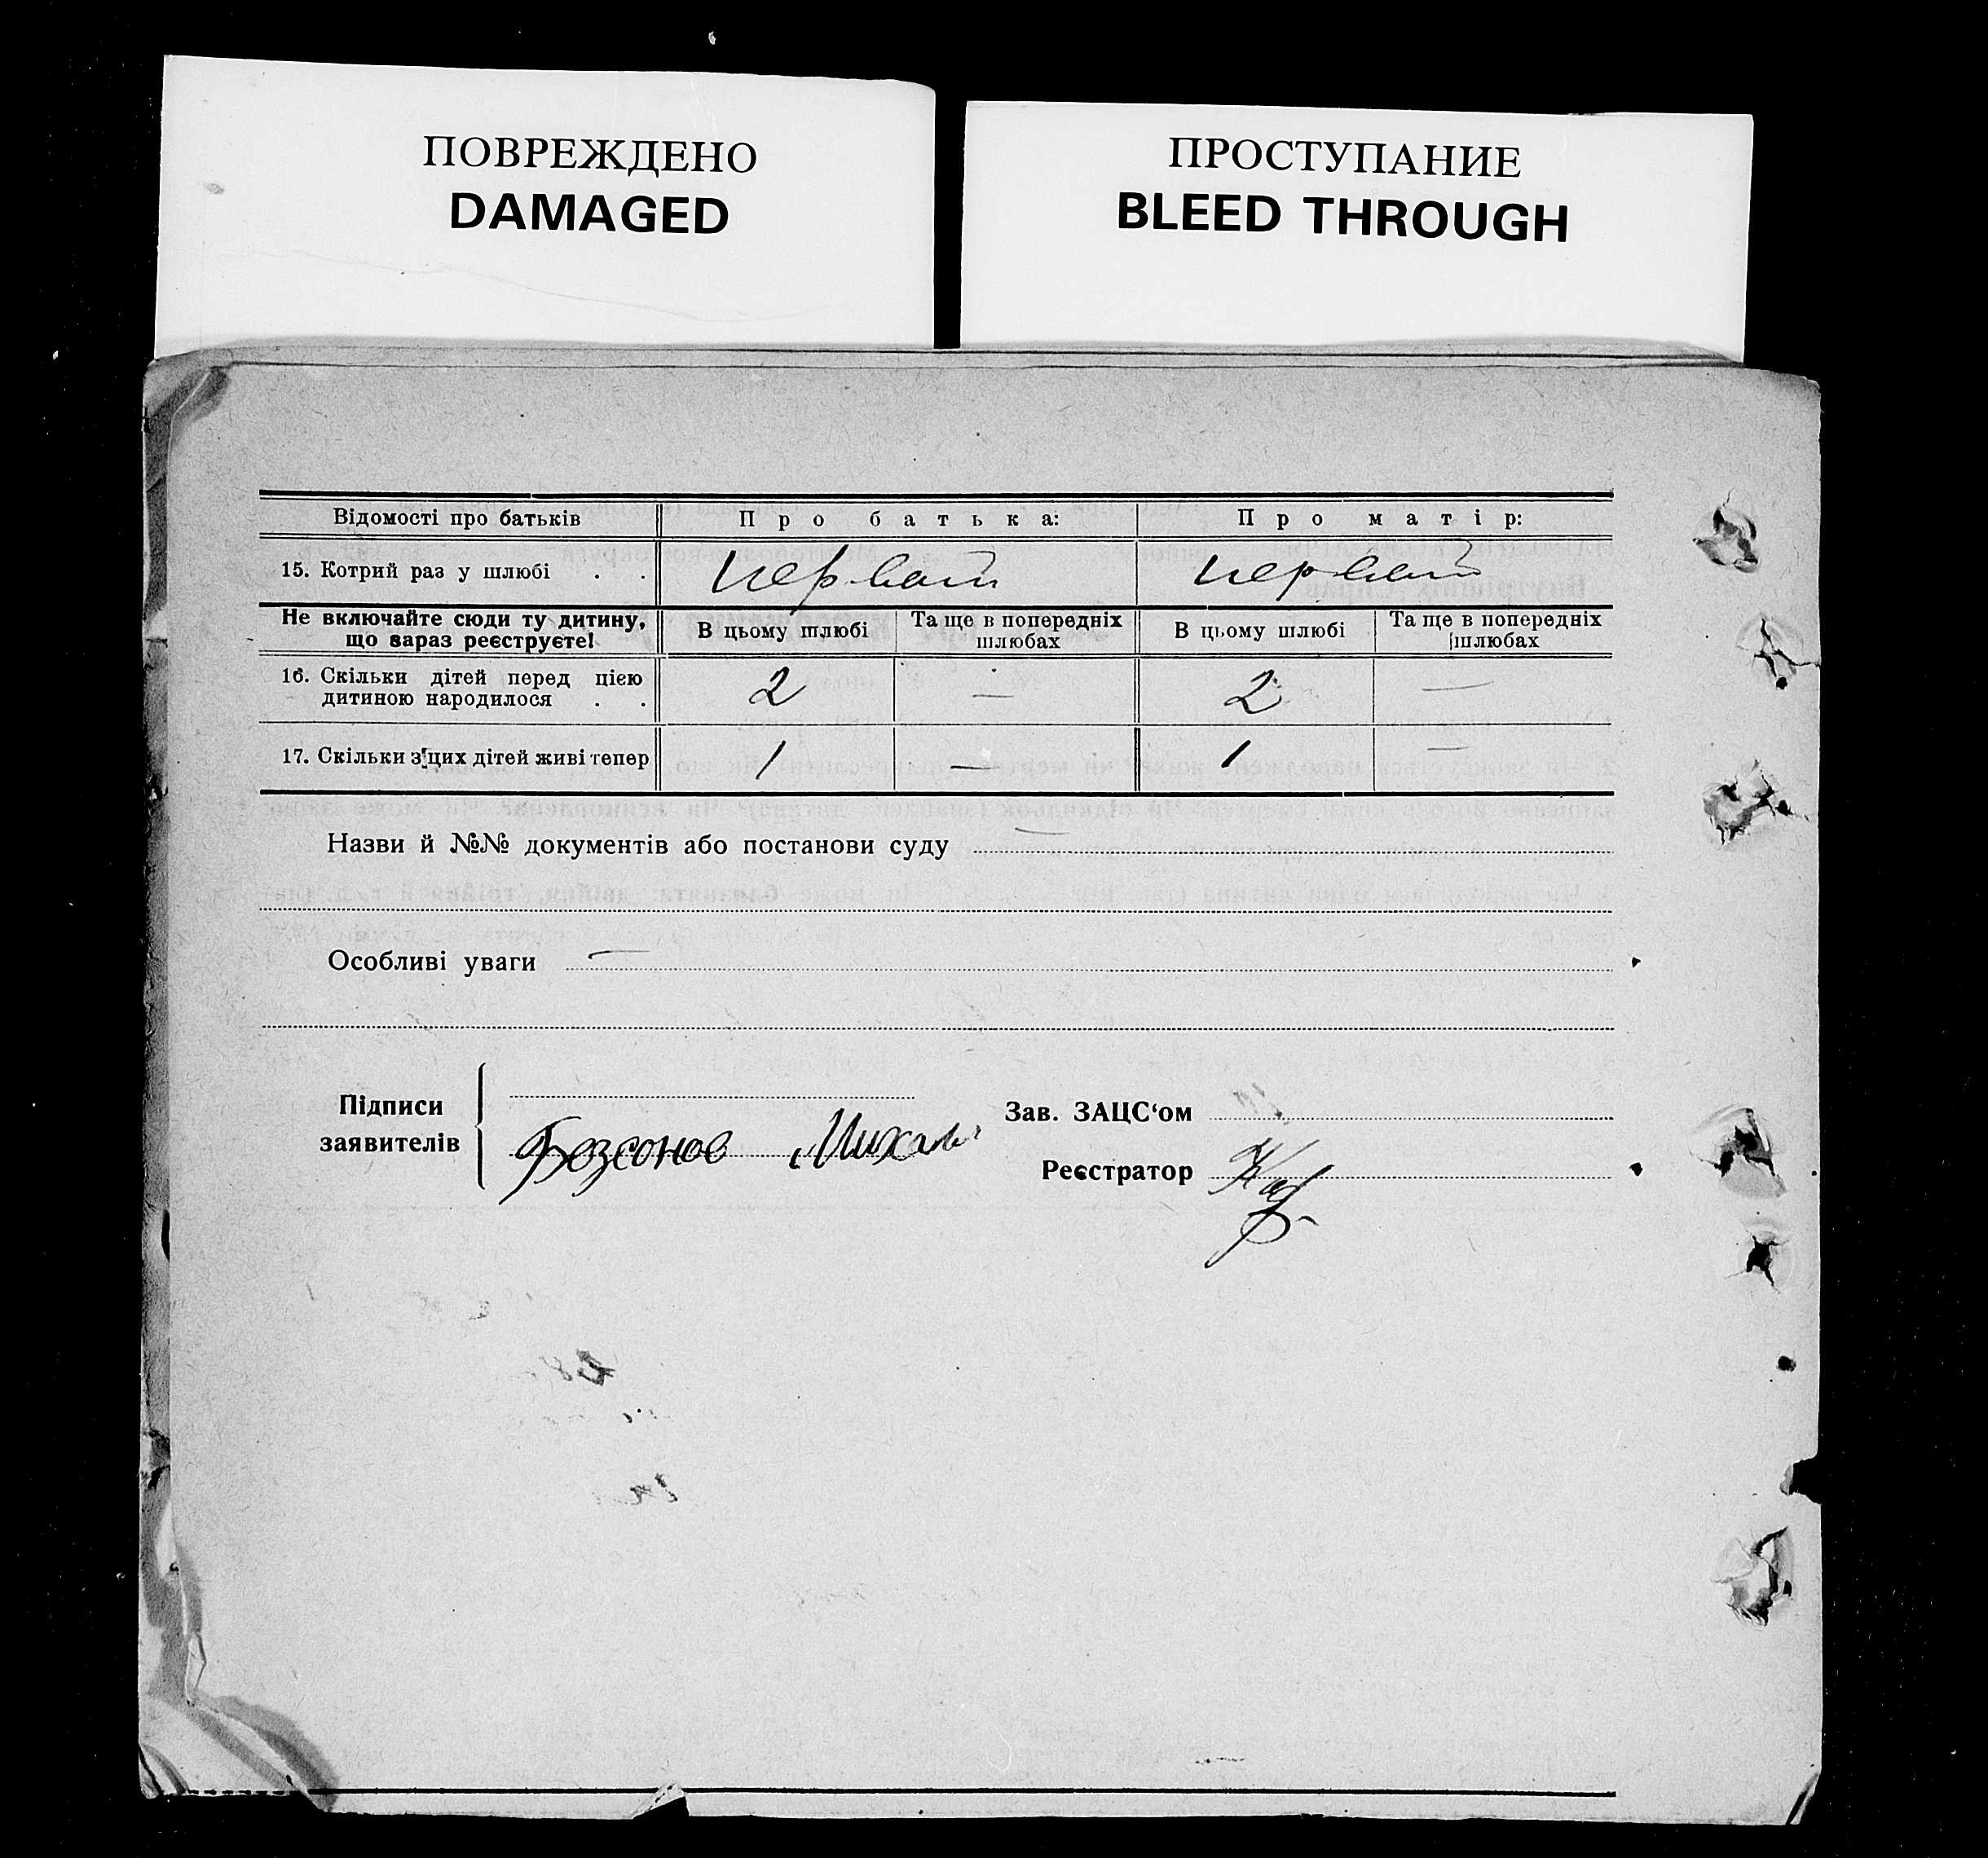 ПОВРЕЖДЕНО
DAMAGED
ПРОСТУПАНИЕ
BLEED THROUGH
Відомості про батьків Про батька: Про матір:
15. Котрий раз у шлюбі . . первый первый
Не включайте сюди ту дитину, що зараз реєструєте! В цьому шлюбі Та ще в попередніх шлюбах В цьому шлюбі Та ще в попередніх шлюбах
16. Скільки дітей перед цією дитиною народилося . . 2 — 2 —
17. Скільки з цих дітей живі тепер 1 — 1 —
Назви й №№ документів або постанови суду —
Особливі уваги —
Підписи заявителів
Безсонов Михаил
Зав. ЗАЦС‘ом
Реєстратор